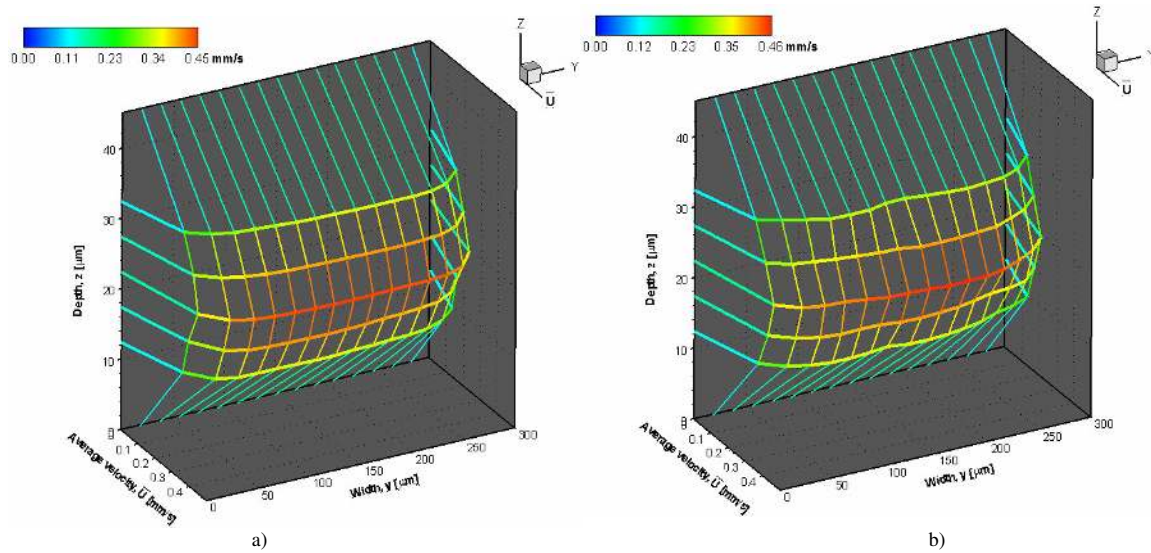 0.00 0.11 0.23 0.34 0.45 mm/s
Z
Y
U̅
40
30
20
10
0
Depth, z [µm]
0
0.1
0.2
0.3
0.4
Average velocity, U̅ [mm/s]
0
50
100
150
200
250
300
Width, y [µm]
a)
0.00 0.12 0.23 0.35 0.46 mm/s
Z
Y
U̅
40
30
20
10
0
Depth, z [µm]
0
0.1
0.2
0.3
0.4
Average velocity, U̅ [mm/s]
0
50
100
150
200
250
300
Width, y [µm]
b)